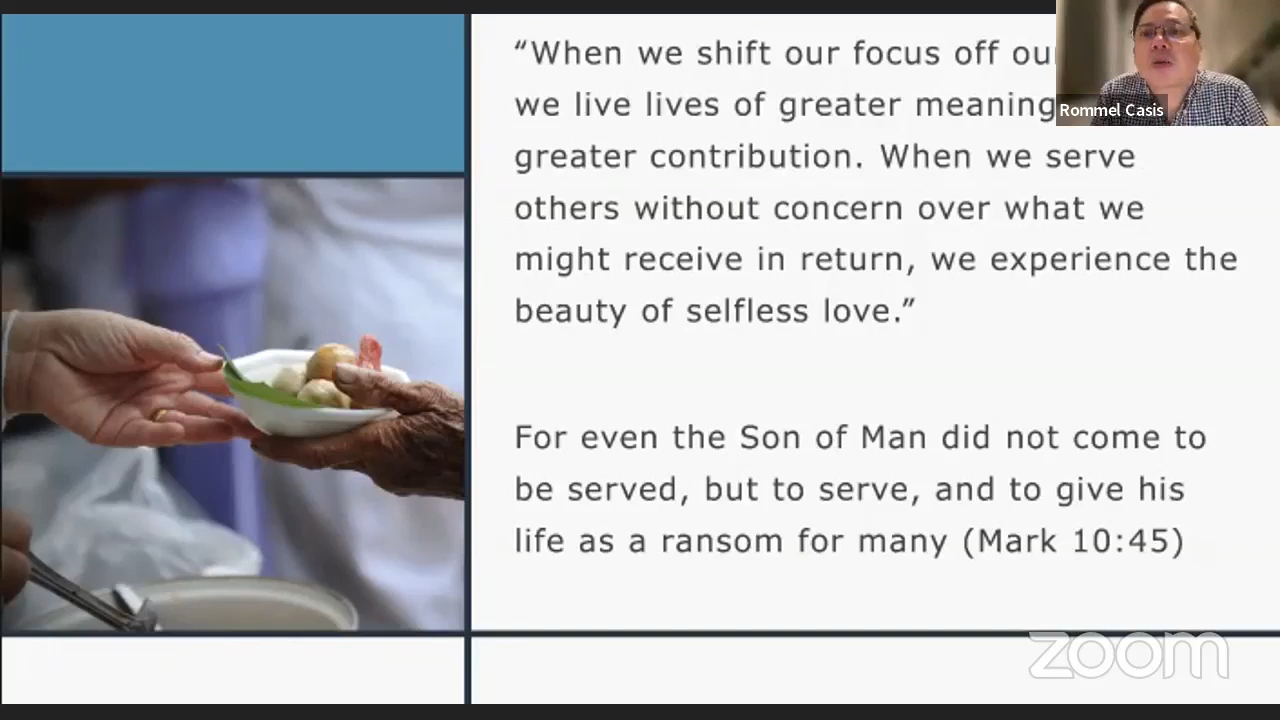 “When we shift our focus off
we live lives of greater meaning
greater contribution. When we serve
others without concern over what we
might receive in return, we experience the
beauty of selfless love.”
For even the Son of Man did not come to
be served, but to serve, and to give his
life as a ransom for many (Mark 10:45)
Rommel Casis
zoom